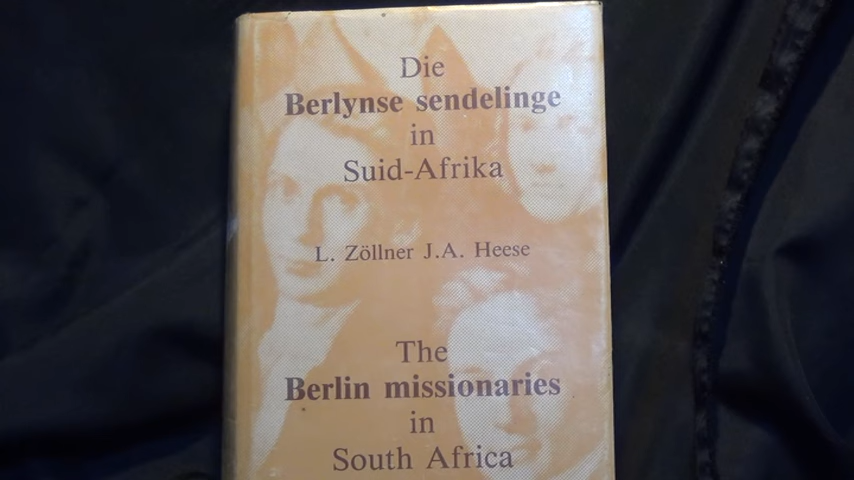 Die
Berlynse sendelinge
in
Suid-Afrika
L. Zöllner J.A. Heese
The
Berlin missionaries
in
South Africa